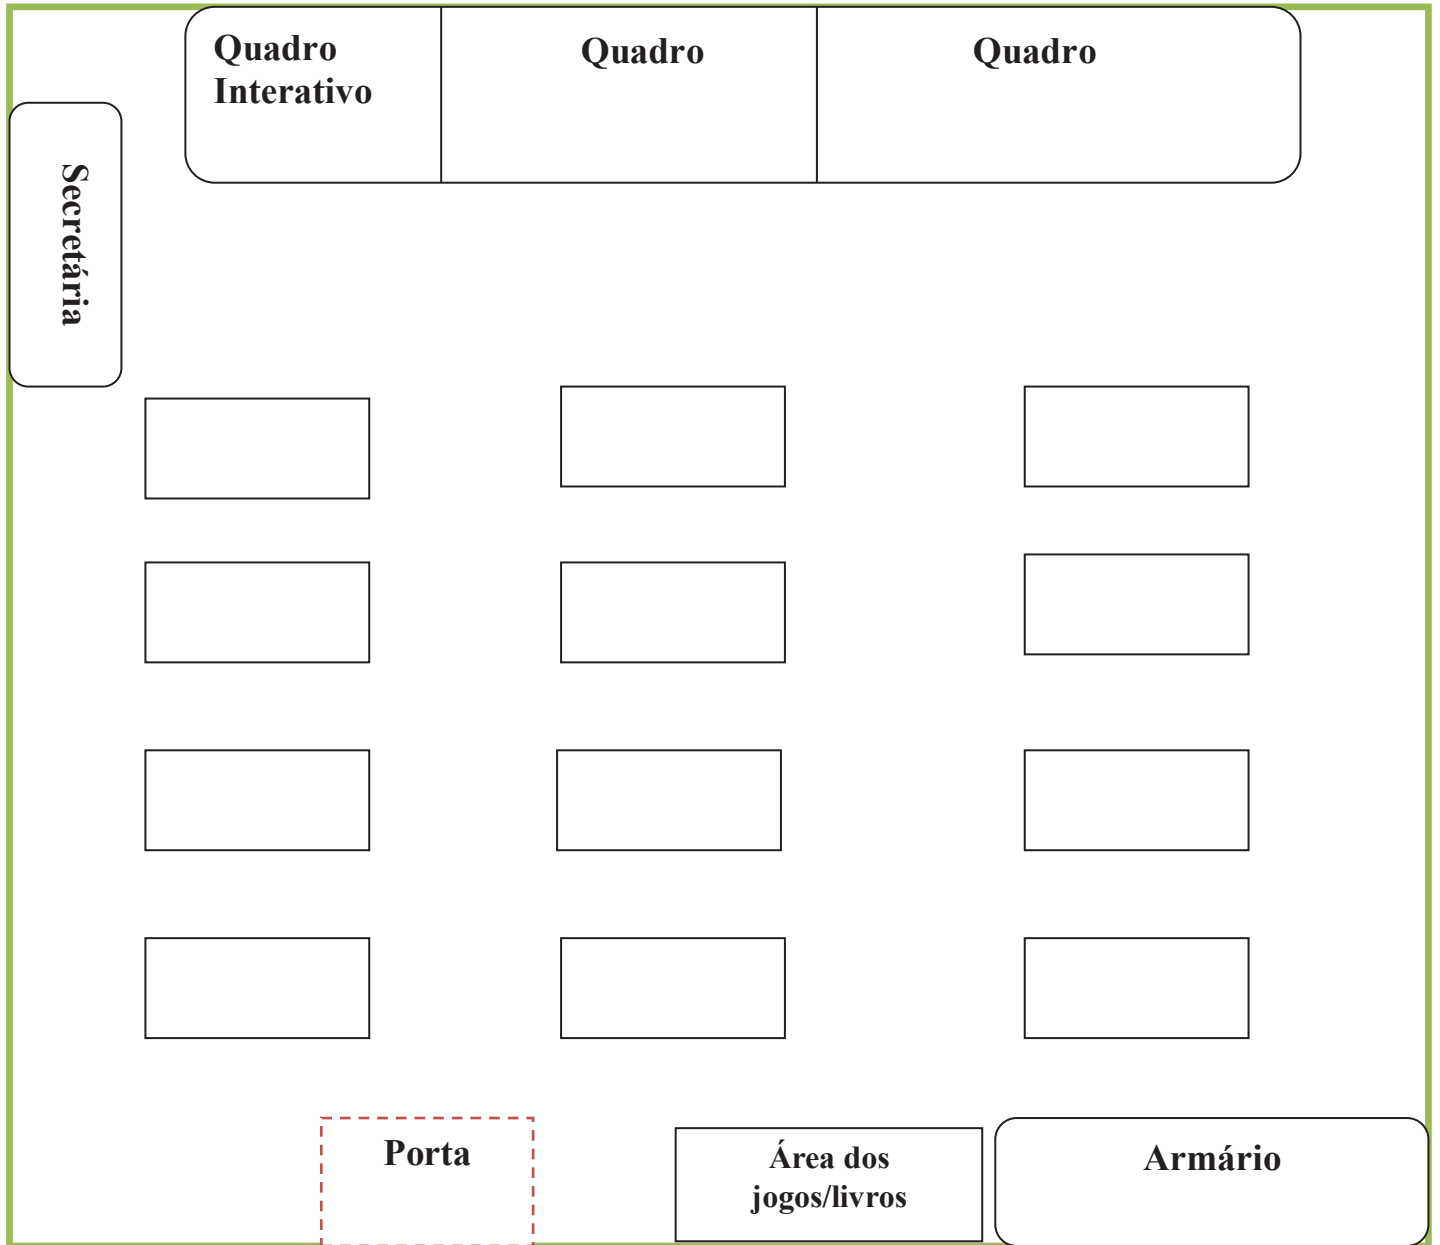 Quadro
Interativo
Quadro
Quadro
Secretária
Porta
Área dos
jogos/livros
Armário